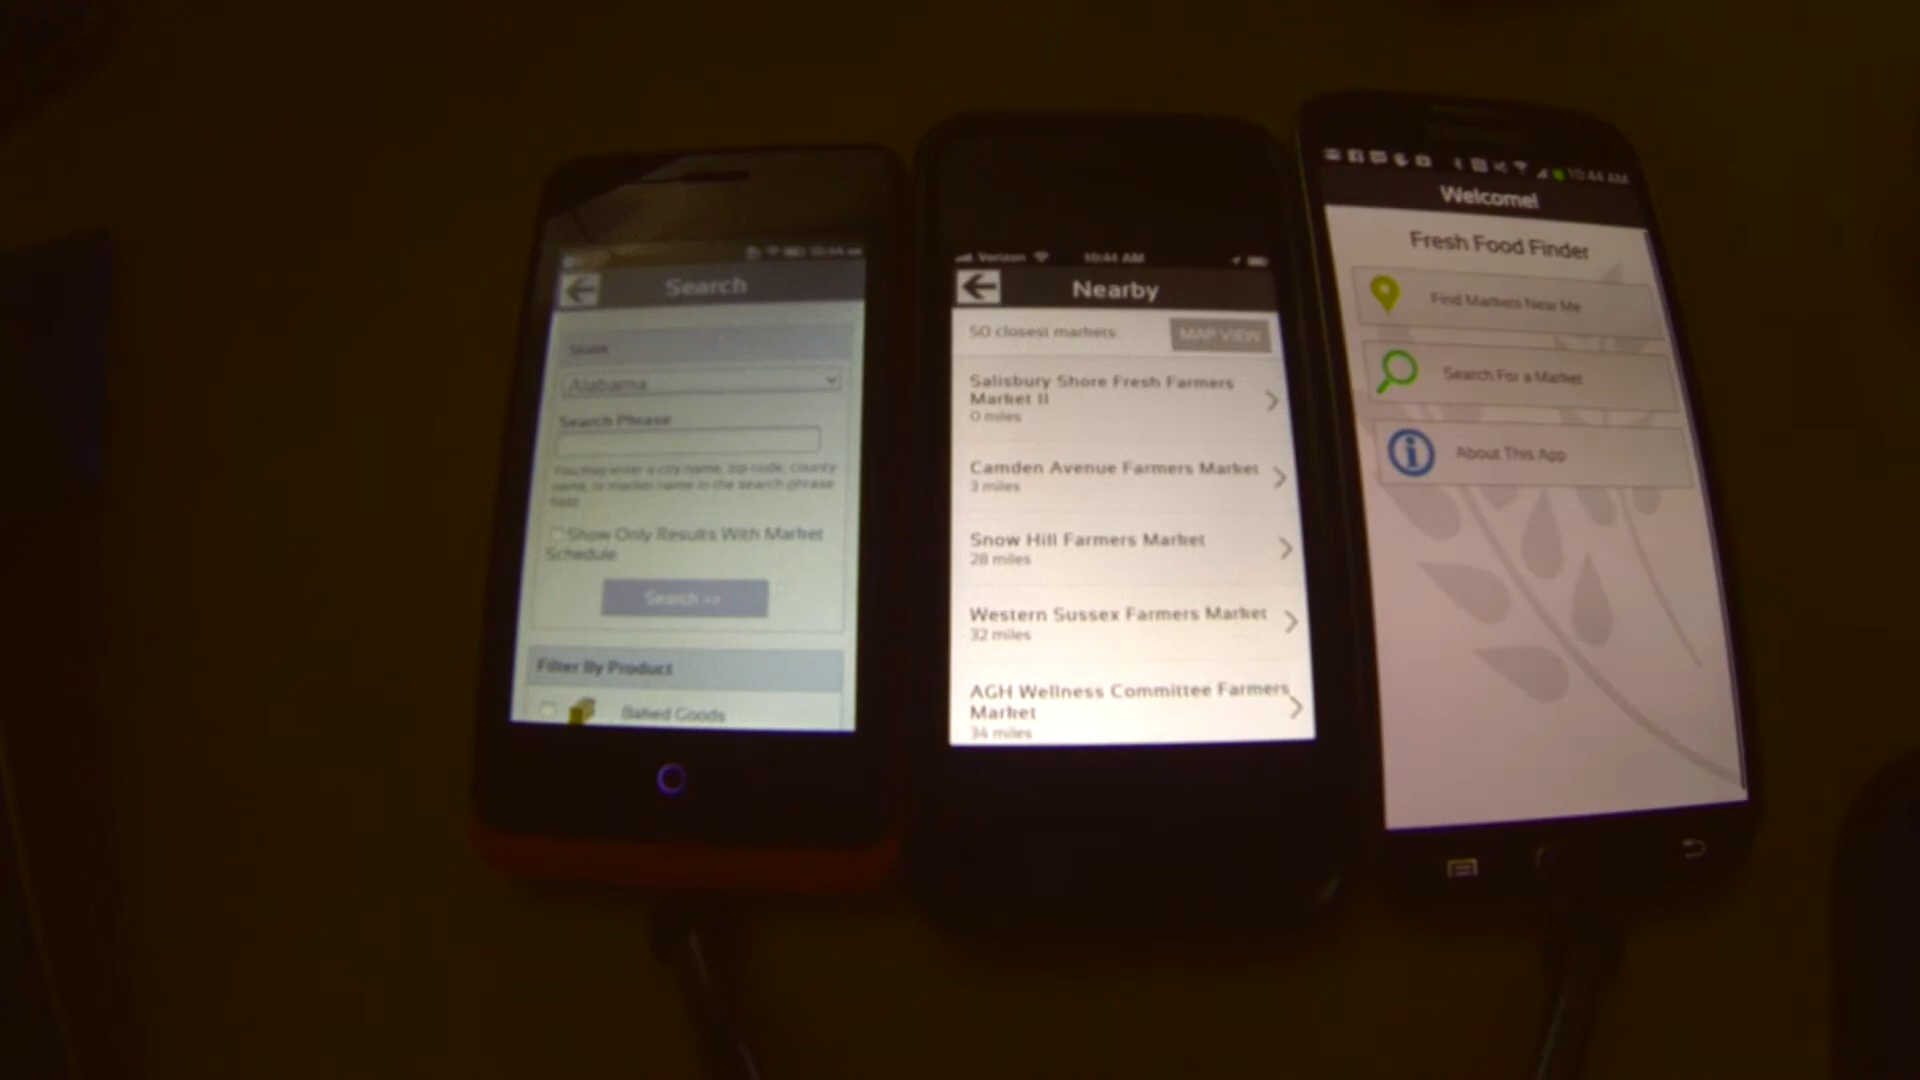 Search
State
Alabama
Search Phrase
You may enter a city name, zip code, county
name, or market name in the search phrase
field.
Show Only Results With Market
Schedule
Search >>
Filter By Product
Baked Goods
Verizon
10:44 AM
Nearby
50 closest markets:
MAP VIEW
Salisbury Shore Fresh Farmers
Market II
0 miles
Camden Avenue Farmers Market
3 miles
Snow Hill Farmers Market
28 miles
Western Sussex Farmers Market
32 miles
AGH Wellness Committee Farmers
Market
34 miles
10:44 AM
Welcome!
Fresh Food Finder
Find Markets Near Me
Search For a Market
About This App